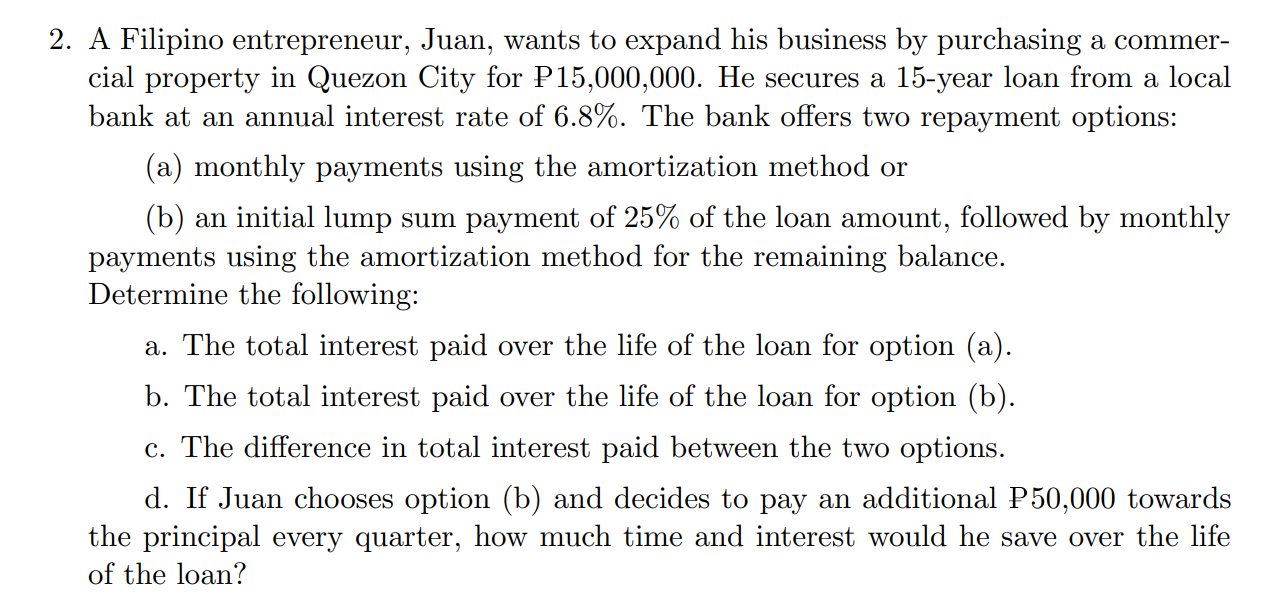 2. A Filipino entrepreneur, Juan, wants to expand his business by purchasing a commer-
cial property in Quezon City for ₱15,000,000. He secures a 15-year loan from a local
bank at an annual interest rate of 6.8%. The bank offers two repayment options:
(a) monthly payments using the amortization method or
(b) an initial lump sum payment of 25% of the loan amount, followed by monthly
payments using the amortization method for the remaining balance.
Determine the following:
a. The total interest paid over the life of the loan for option (a).
b. The total interest paid over the life of the loan for option (b).
c. The difference in total interest paid between the two options.
d. If Juan chooses option (b) and decides to pay an additional ₱50,000 towards
the principal every quarter, how much time and interest would he save over the life
of the loan?